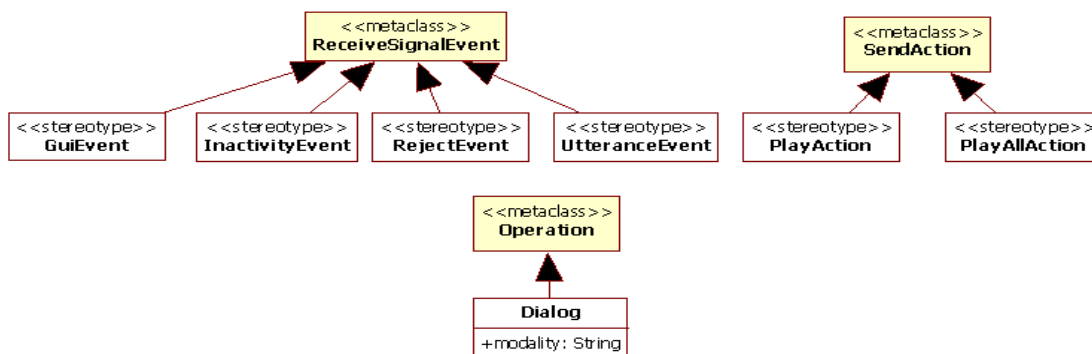 <<metaclass>>
ReceiveSignalEvent
<<metaclass>>
SendAction
<<stereotype>>
GuiEvent
<<stereotype>>
InactivityEvent
<<stereotype>>
RejectEvent
<<stereotype>>
UtteranceEvent
<<stereotype>>
PlayAction
<<stereotype>>
PlayAllAction
<<metaclass>>
Operation
Dialog
+modality: String